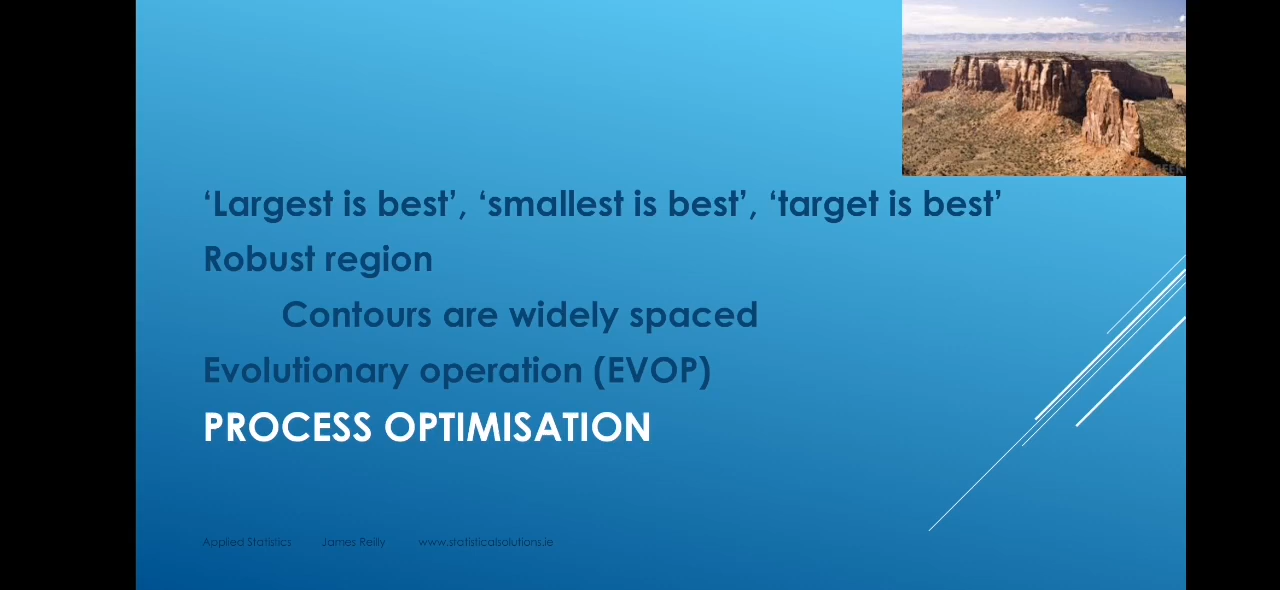 ‘Largest is best’, ‘smallest is best’, ‘target is best’
Robust region
Contours are widely spaced
Evolutionary operation (EVOP)
PROCESS OPTIMISATION
Applied Statistics James Reilly www.statisticalsolutions.ie